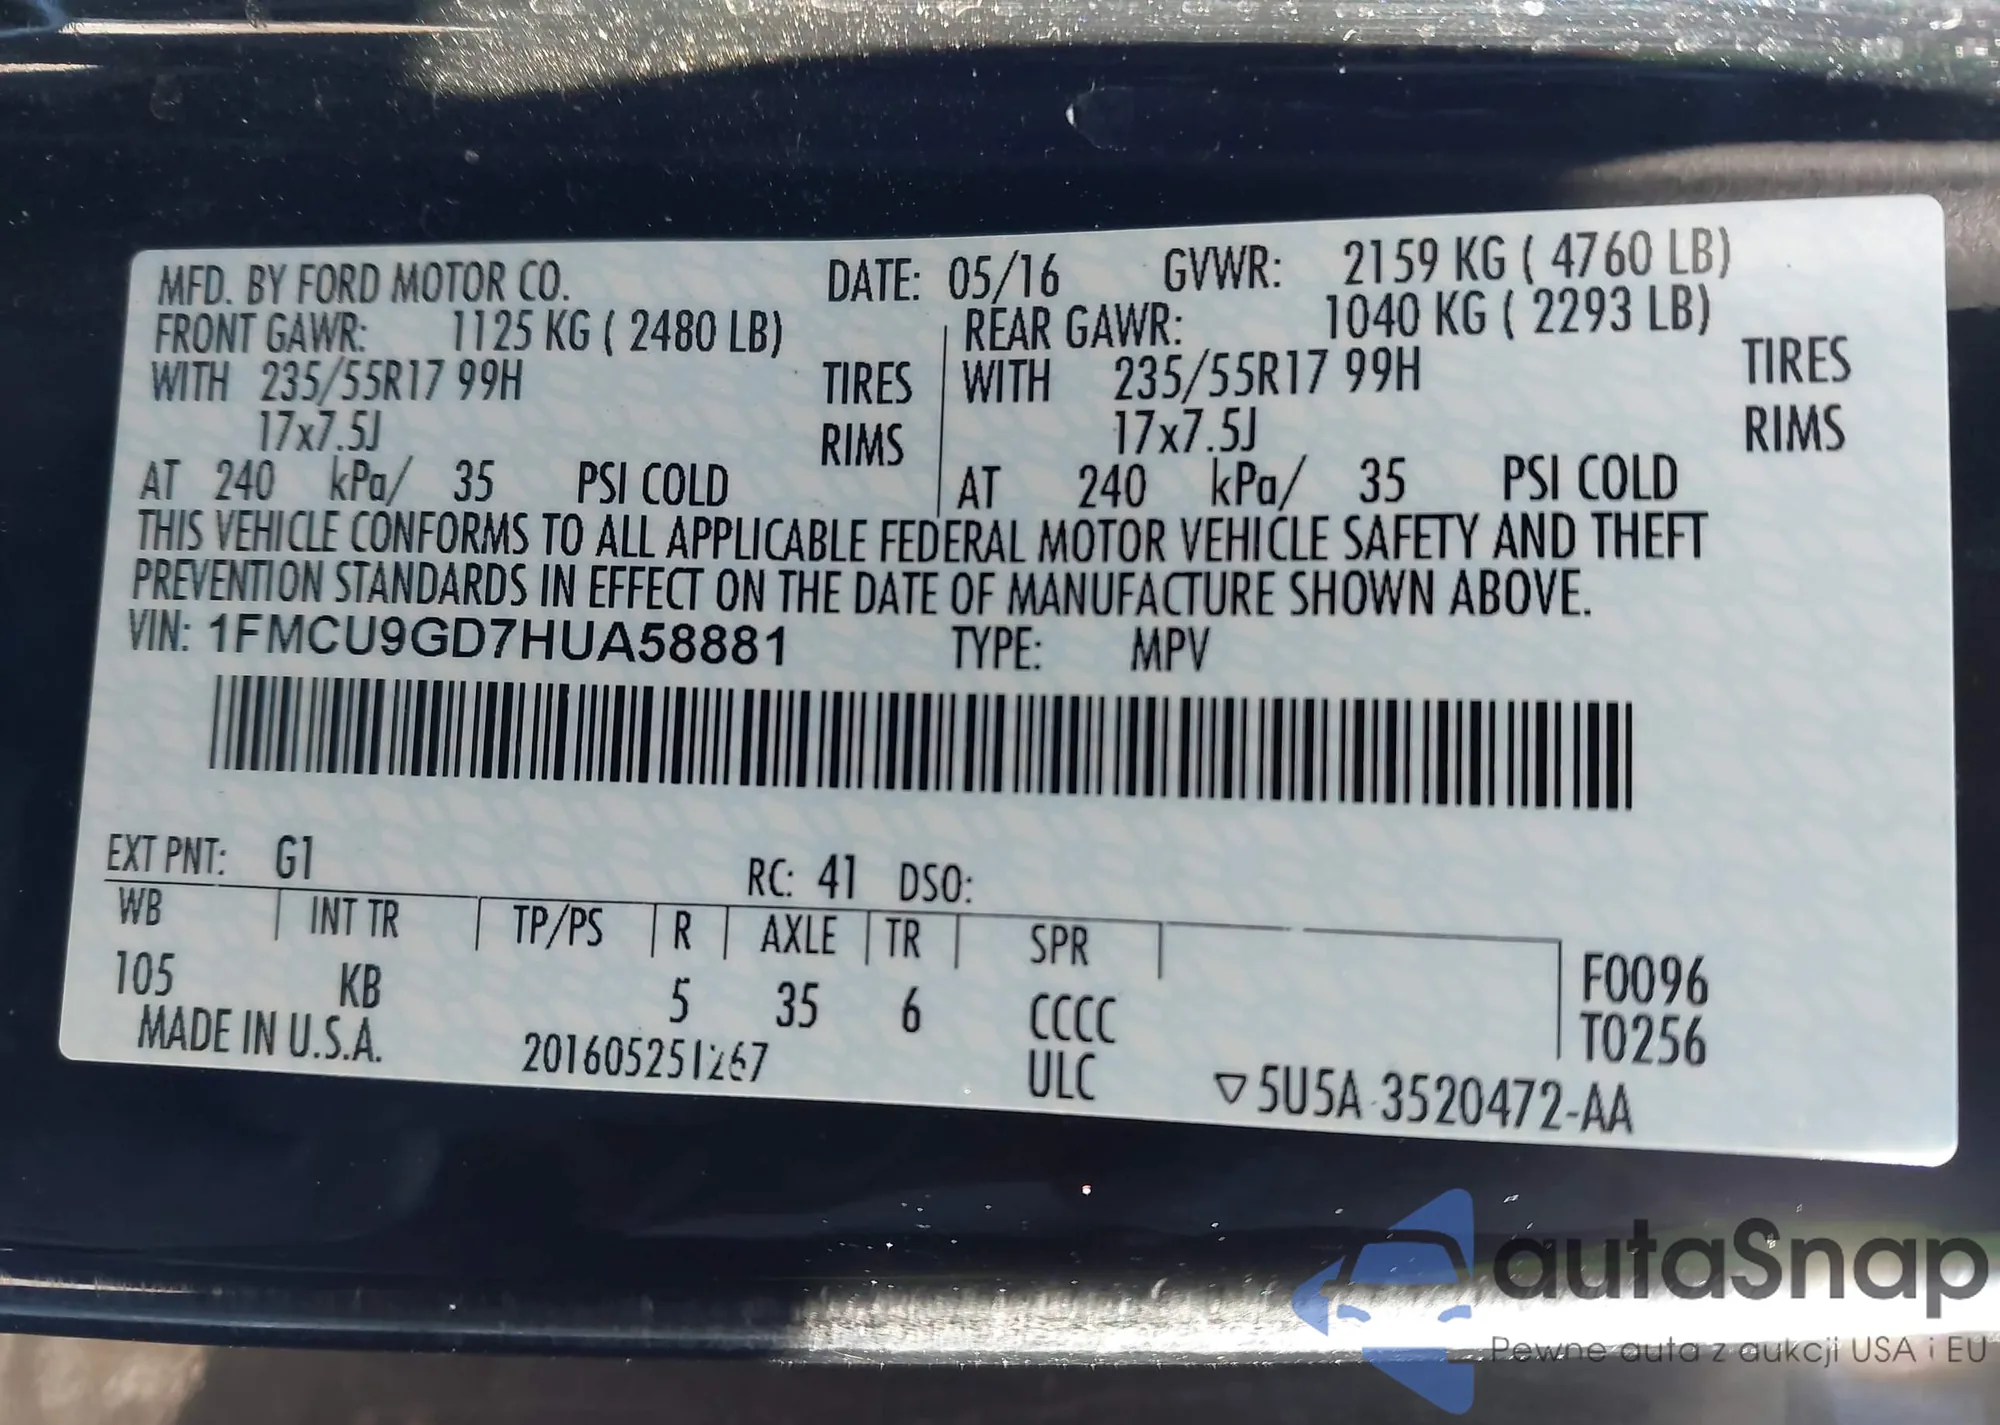 MFD. BY FORD MOTOR CO. DATE: 05/16 GVWR: 2159 KG ( 4760 LB)
FRONT GAWR: 1125 KG ( 2480 LB) REAR GAWR: 1040 KG ( 2293 LB)
WITH 235/55R17 99H TIRES WITH 235/55R17 99H TIRES
17x7.5J RIMS 17x7.5J RIMS
AT 240 kPa/ 35 PSI COLD AT 240 kPa/ 35 PSI COLD
THIS VEHICLE CONFORMS TO ALL APPLICABLE FEDERAL MOTOR VEHICLE SAFETY AND THEFT
PREVENTION STANDARDS IN EFFECT ON THE DATE OF MANUFACTURE SHOWN ABOVE.
VIN: 1FMCU9GD7HUA58881 TYPE: MPV
EXT PNT: G1 RC: 41 DSO:
WB INT TR TP/PS R AXLE TR SPR
105 KB 5 35 6 CCCC F0096
MADE IN U.S.A. 201605251267 ULC T0256
▽5U5A-3520472-AA
autaSnap
Pewne auta z aukcji USA i EU